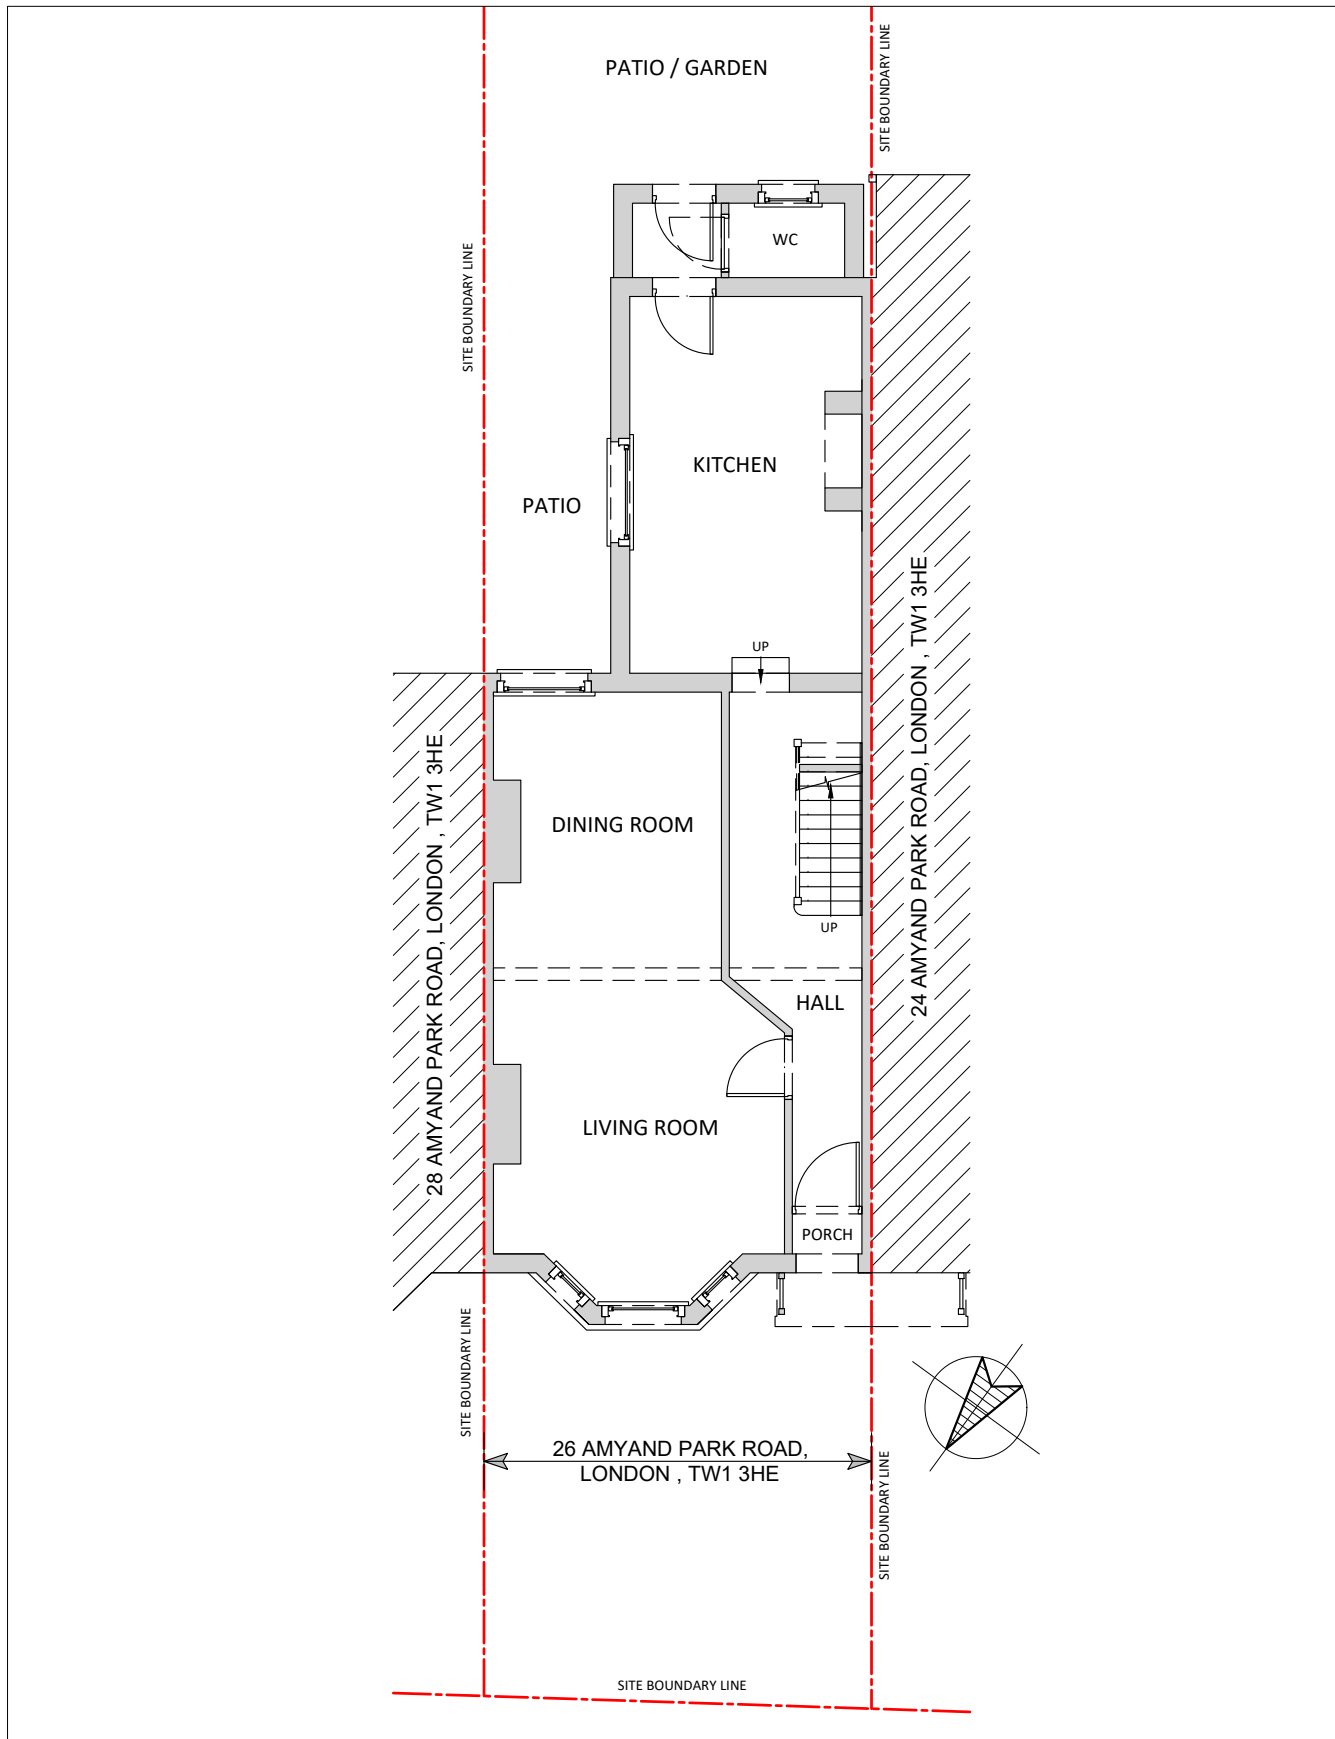 PATIO / GARDEN
SITE BOUNDARY LINE
WC
SITE BOUNDARY LINE
KITCHEN
PATIO
UP
24 AMYAND PARK ROAD, LONDON , TW1 3HE
28 AMYAND PARK ROAD, LONDON , TW1 3HE
DINING ROOM
UP
HALL
LIVING ROOM
PORCH
SITE BOUNDARY LINE
26 AMYAND PARK ROAD,
LONDON , TW1 3HE
SITE BOUNDARY LINE
SITE BOUNDARY LINE